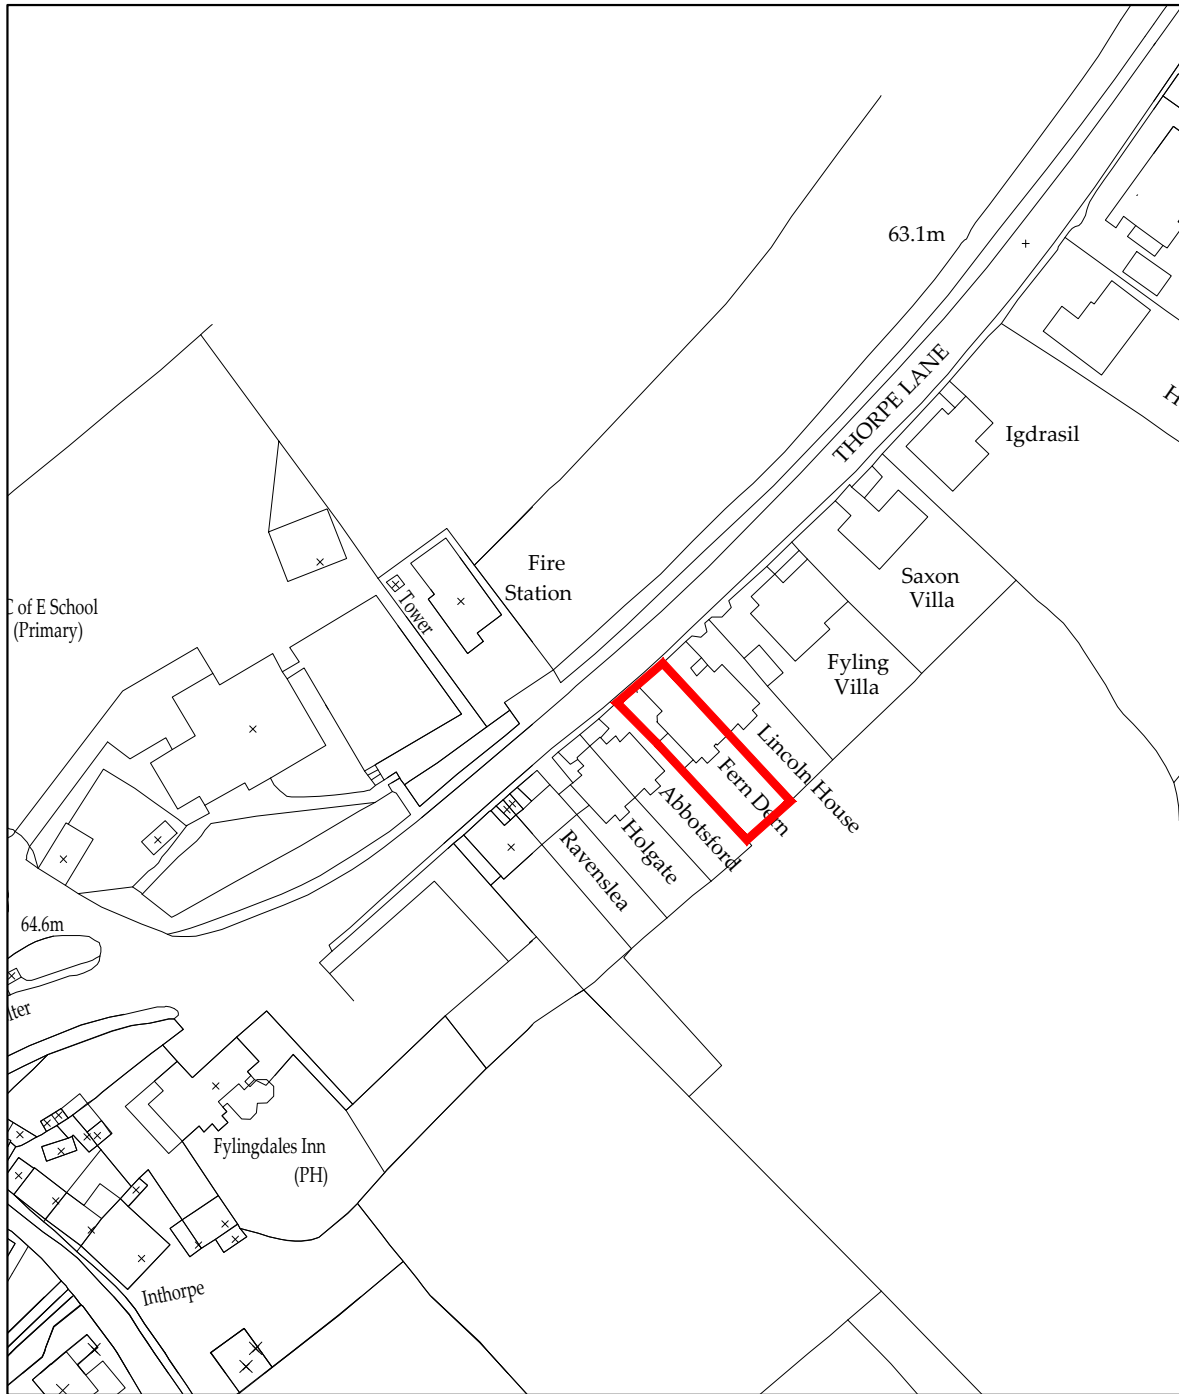 63.1m
THORPE LANE
Igdrasil
H
Fire
Station
Saxon
Villa
Tower
C of E School
(Primary)
Fyling
Villa
Lincoln House
Fern Dern
Abbotsford
Holgate
Ravenslea
64.6m
lter
Fylingdales Inn
(PH)
Inthorpe